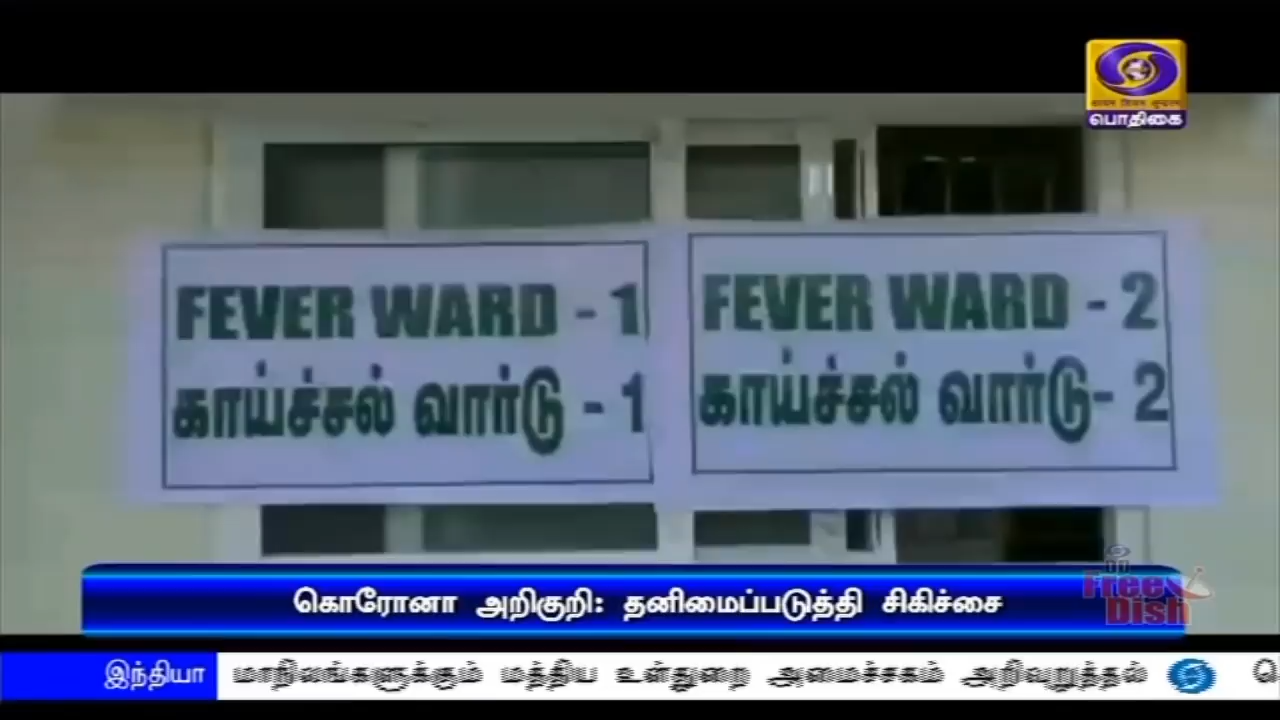 பொதிகை
FEVER WARD - 1
காய்ச்சல் வார்டு - 1
FEVER WARD - 2
காய்ச்சல் வார்டு- 2
கொரோனா அறிகுறி: தனிமைப்படுத்தி சிகிச்சை
DD
Free Dish
இந்தியா
மாநிலங்களுக்கும் மத்திய உள்துறை அமைச்சகம் அறிவுறுத்தல்